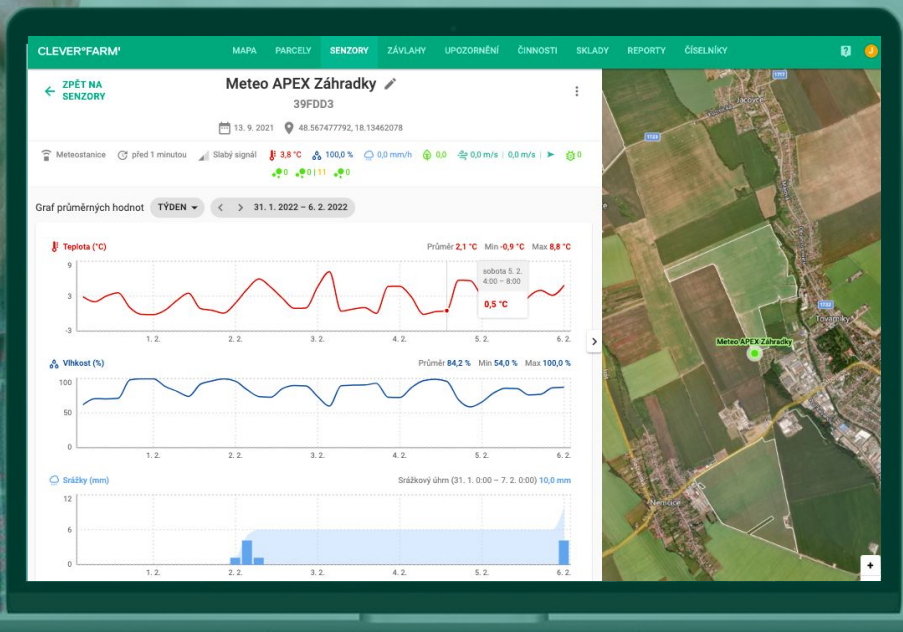 CLEVER°FARM'
MAPA PARCELY SENZORY ZÁVLAHY UPOZORNĚNÍ ČINNOSTI SKLADY REPORTY ČÍSELNÍKY
J
ZPĚT NA
SENZORY
Meteo APEX Záhradky
39FDD3
13. 9. 2021 48.567477792, 18.13462078
Meteostanice před 1 minutou Slabý signál 3,8 °C 100,0 % 0,0 mm/h 0,0 0,0 m/s | 0,0 m/s | 0
0 0 | 11 0
Graf průměrných hodnot TÝDEN 31. 1. 2022 – 6. 2. 2022
Teplota (°C) Průměr 2,1 °C Min -0,9 °C Max 8,8 °C
9
3
-3
sobota 5. 2.
4:00 – 8:00
0,5 °C
1. 2. 2. 2. 3. 2. 4. 2. 5. 2. 6. 2.
Vlhkost (%) Průměr 84,2 % Min 54,0 % Max 100,0 %
100
50
0
1. 2. 2. 2. 3. 2. 4. 2. 5. 2. 6. 2.
Srážky (mm) Srážkový úhrn (31. 1. 0:00 – 7. 2. 0:00) 10,0 mm
12
6
0
1. 2. 2. 2. 3. 2. 4. 2. 5. 2. 6. 2.
1717
Jacovce
1723
1732
Tovarníky
Meteo APEX Záhradky
Nemčice
+